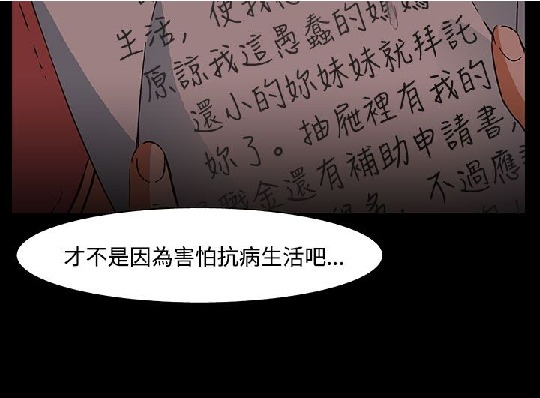 生活，使我
原諒我這愚蠢的媽媽
還小的妳妹妹就拜託
妳了。抽屜裡有我的
職金還有補助申請書
多，不過應該
才不是因為害怕抗病生活吧...